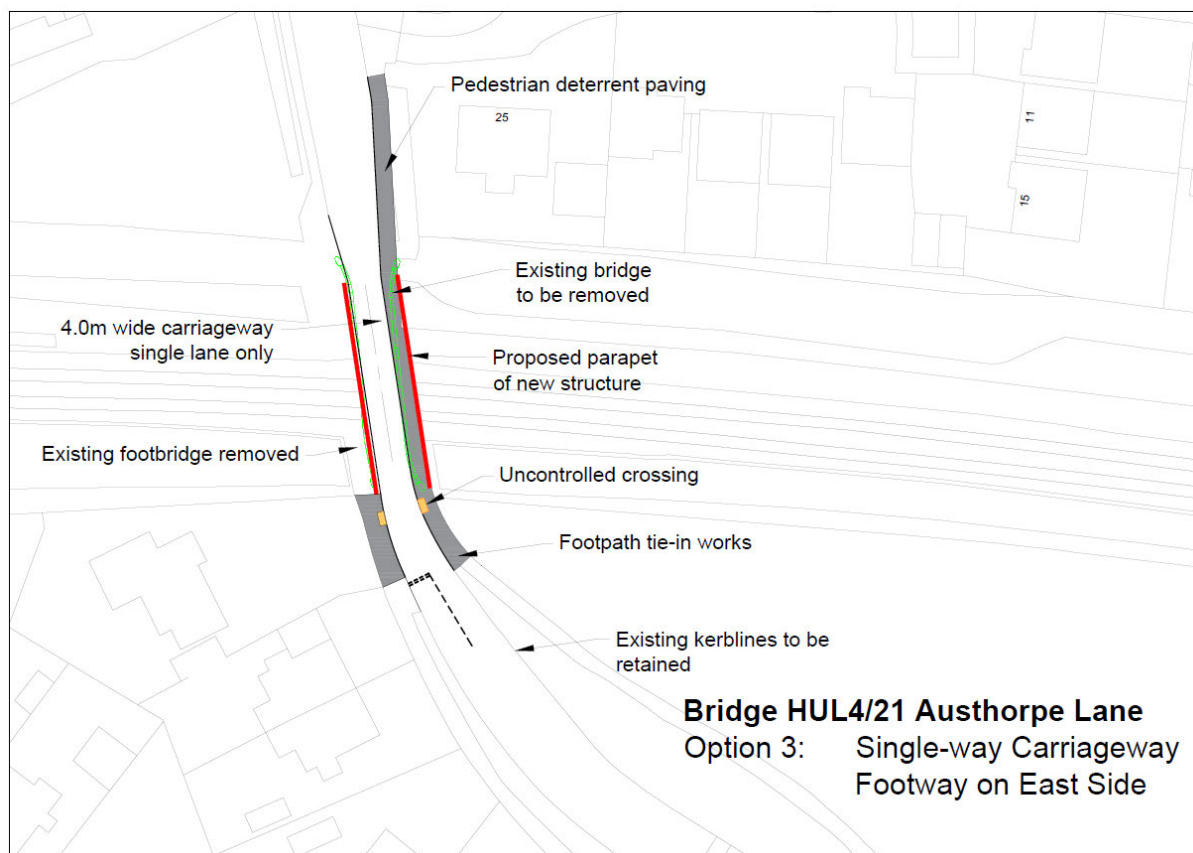 Pedestrian deterrent paving
25
11
15
Existing bridge
to be removed
4.0m wide carriageway
single lane only
Proposed parapet
of new structure
Existing footbridge removed
Uncontrolled crossing
Footpath tie-in works
Existing kerblines to be
retained
Bridge HUL4/21 Austhorpe Lane
Option 3: Single-way Carriageway
Footway on East Side